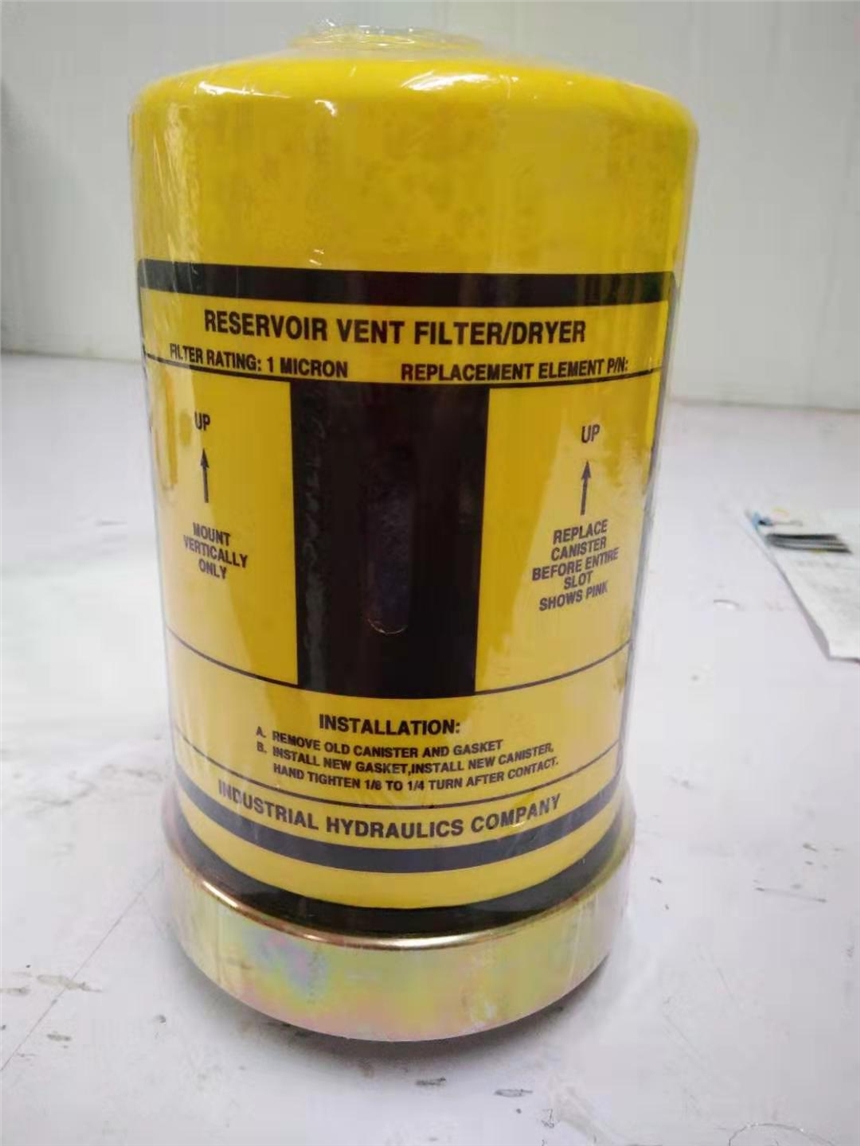 RESERVOIR VENT FILTER/DRYER
FILTER RATING: 1 MICRON REPLACEMENT ELEMENT P/N:
UP
MOUNT
VERTICALLY
ONLY
UP
REPLACE
CANISTER
BEFORE ENTIRE
SLOT
SHOWS PINK
INSTALLATION:
A. REMOVE OLD CANISTER AND GASKET
B. INSTALL NEW GASKET,INSTALL NEW CANISTER,
HAND TIGHTEN 1/8 TO 1/4 TURN AFTER CONTACT.
INDUSTRIAL HYDRAULICS COMPANY